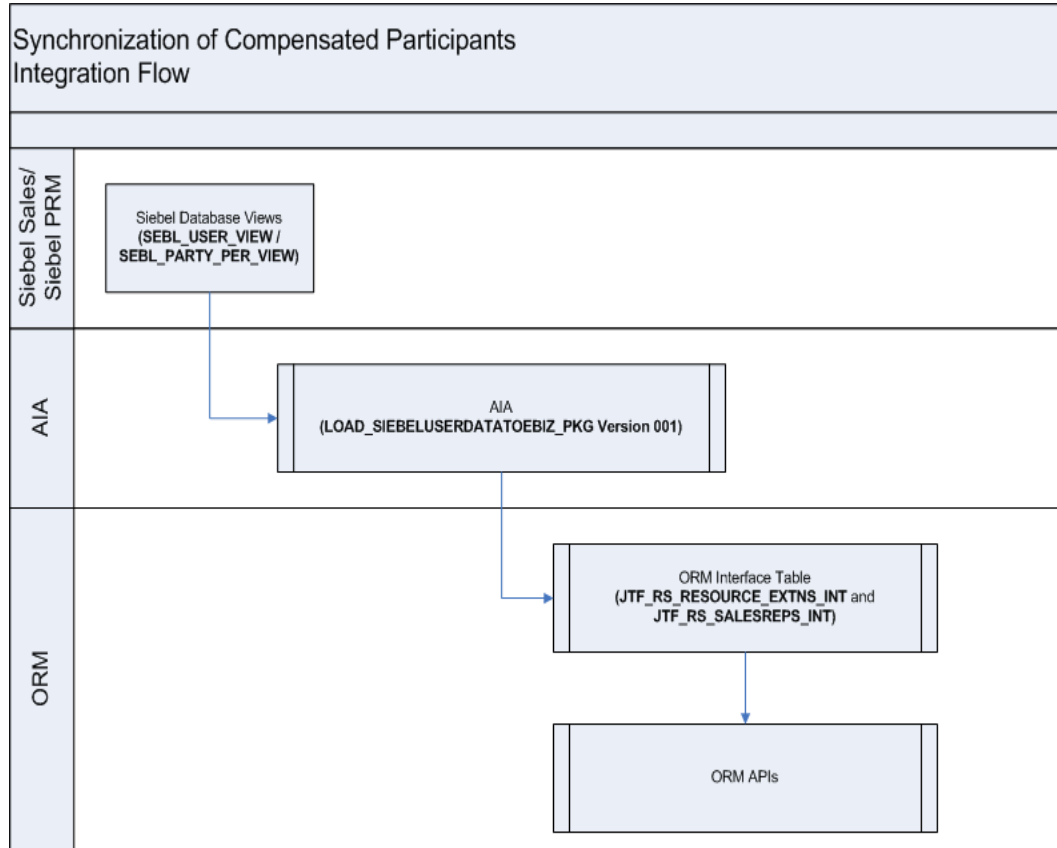 Synchronization of Compensated Participants
Integration Flow
Siebel Sales/
Siebel PRM
Siebel Database Views
(SEBL_USER_VIEW /
SEBL_PARTY_PER_VIEW)
AIA
AIA
(LOAD_SIEBELUSERDATATOEBIZ_PKG Version 001)
ORM
ORM Interface Table
(JTF_RS_RESOURCE_EXTNS_INT and
JTF_RS_SALESREPS_INT)
ORM APIs